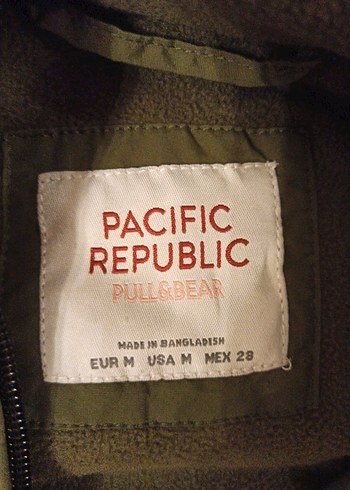 PACIFIC
REPUBLIC
PULL&BEAR
MADE IN BANGLADESH
EUR M USA M MEX 28